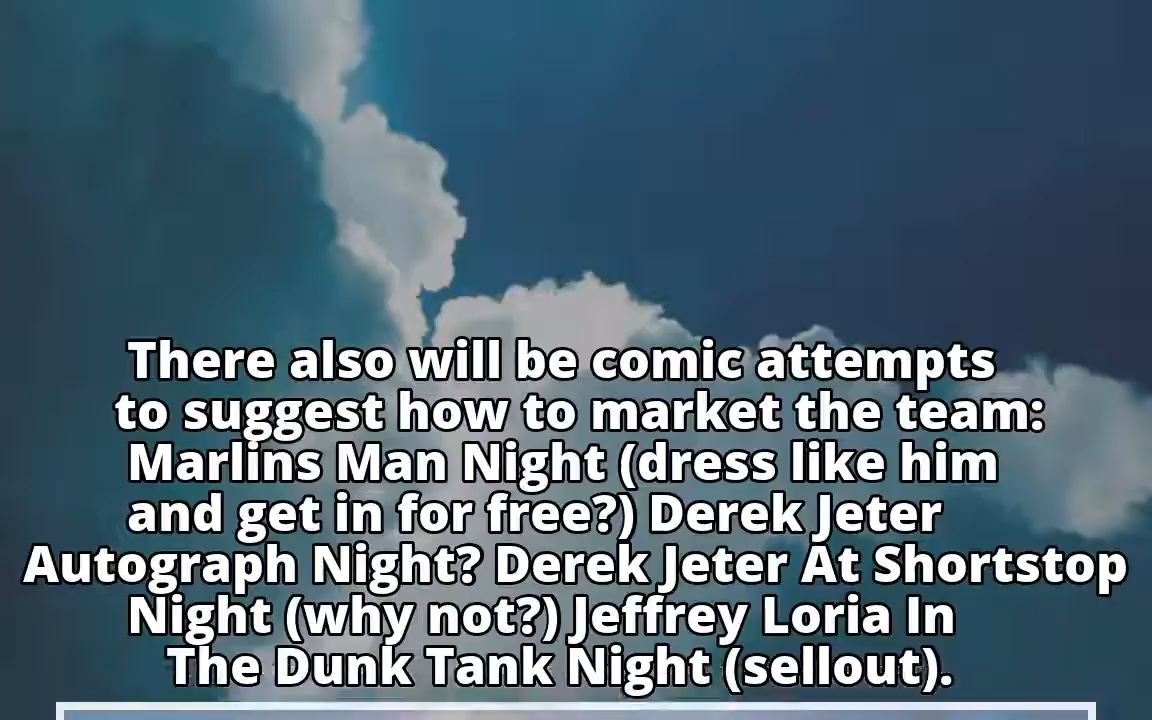 There also will be comic attempts
to suggest how to market the team:
Marlins Man Night (dress like him
and get in for free?) Derek Jeter
Autograph Night? Derek Jeter At Shortstop
Night (why not?) Jeffrey Loria In
The Dunk Tank Night (sellout).